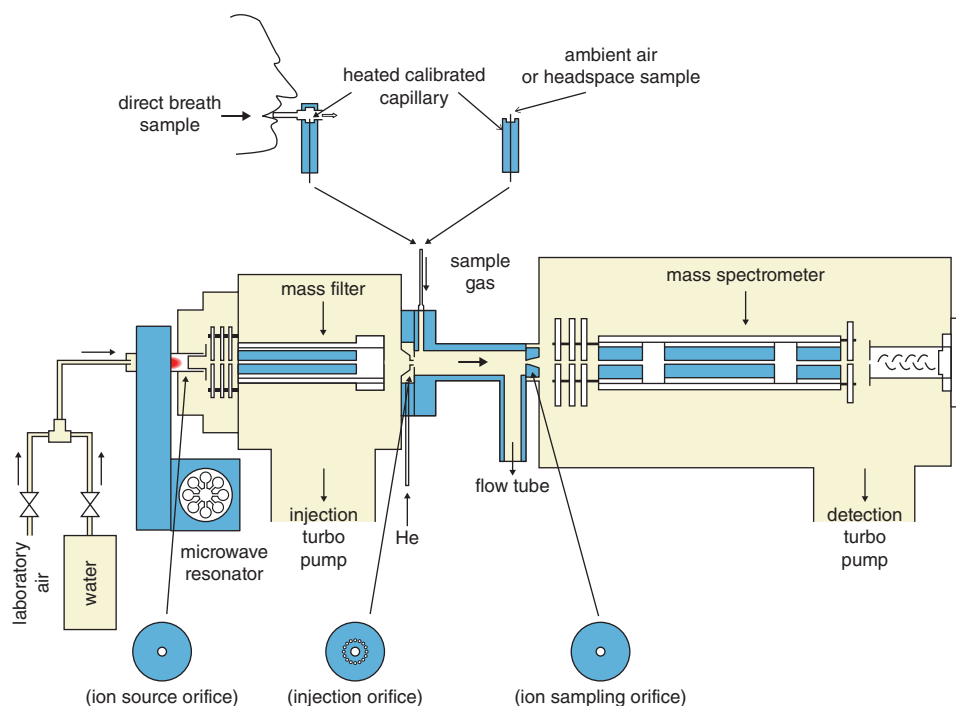 ambient air
or headspace sample
heated calibrated
capillary
direct breath
sample
sample
gas
mass filter
mass spectrometer
flow tube
He
injection
turbo
pump
detection
turbo
pump
microwave
resonator
laboratory
air
water
(ion source orifice)
(injection orifice)
(ion sampling orifice)